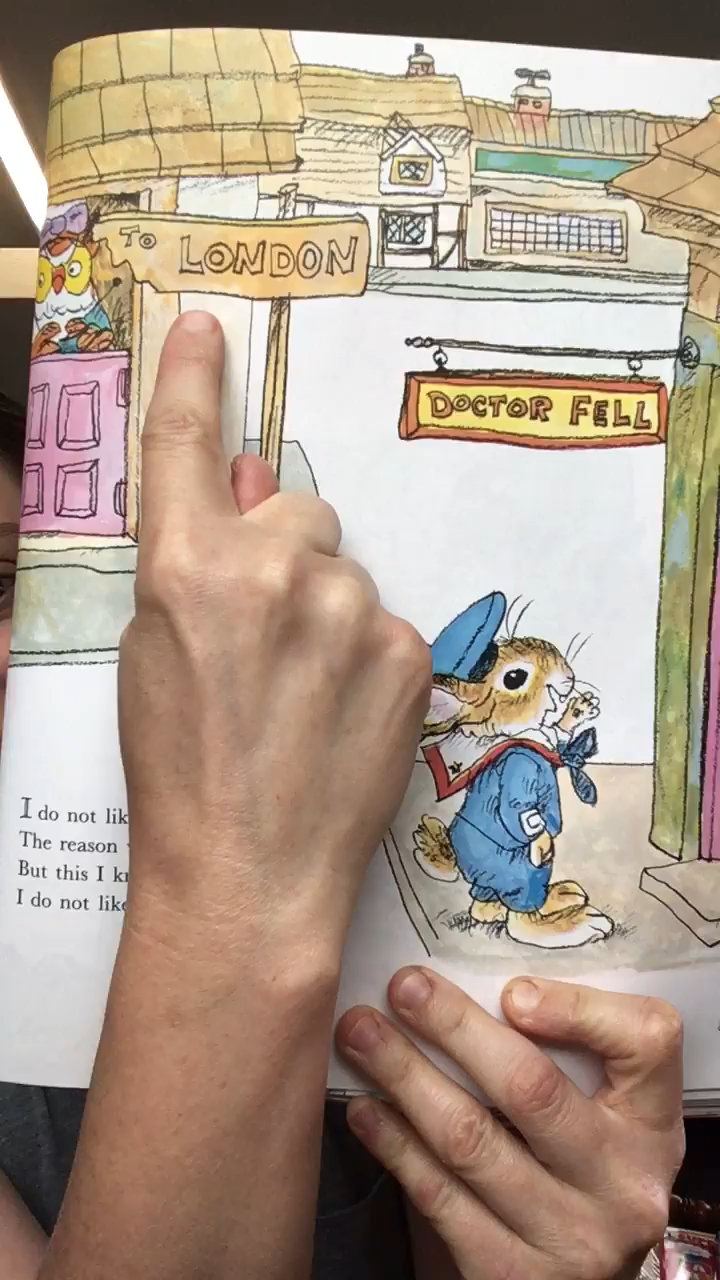 TO LONDON
DOCTOR FELL
I do not lik
The reason
But this I k
I do not lik